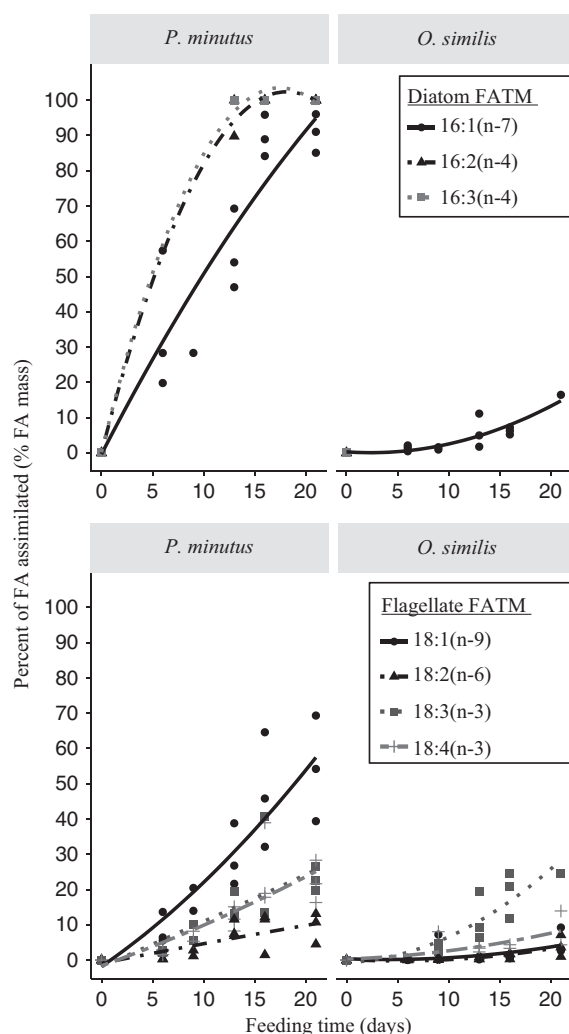 P. minutus
O. similis
100
90
80
70
60
50
40
30
20
10
0
0 5 10 15 20
0 5 10 15 20
Diatom FATM
16:1(n-7)
16:2(n-4)
16:3(n-4)
Percent of FA assimilated (% FA mass)
P. minutus
O. similis
100
90
80
70
60
50
40
30
20
10
0
0 5 10 15 20
0 5 10 15 20
Flagellate FATM
18:1(n-9)
18:2(n-6)
18:3(n-3)
18:4(n-3)
Feeding time (days)